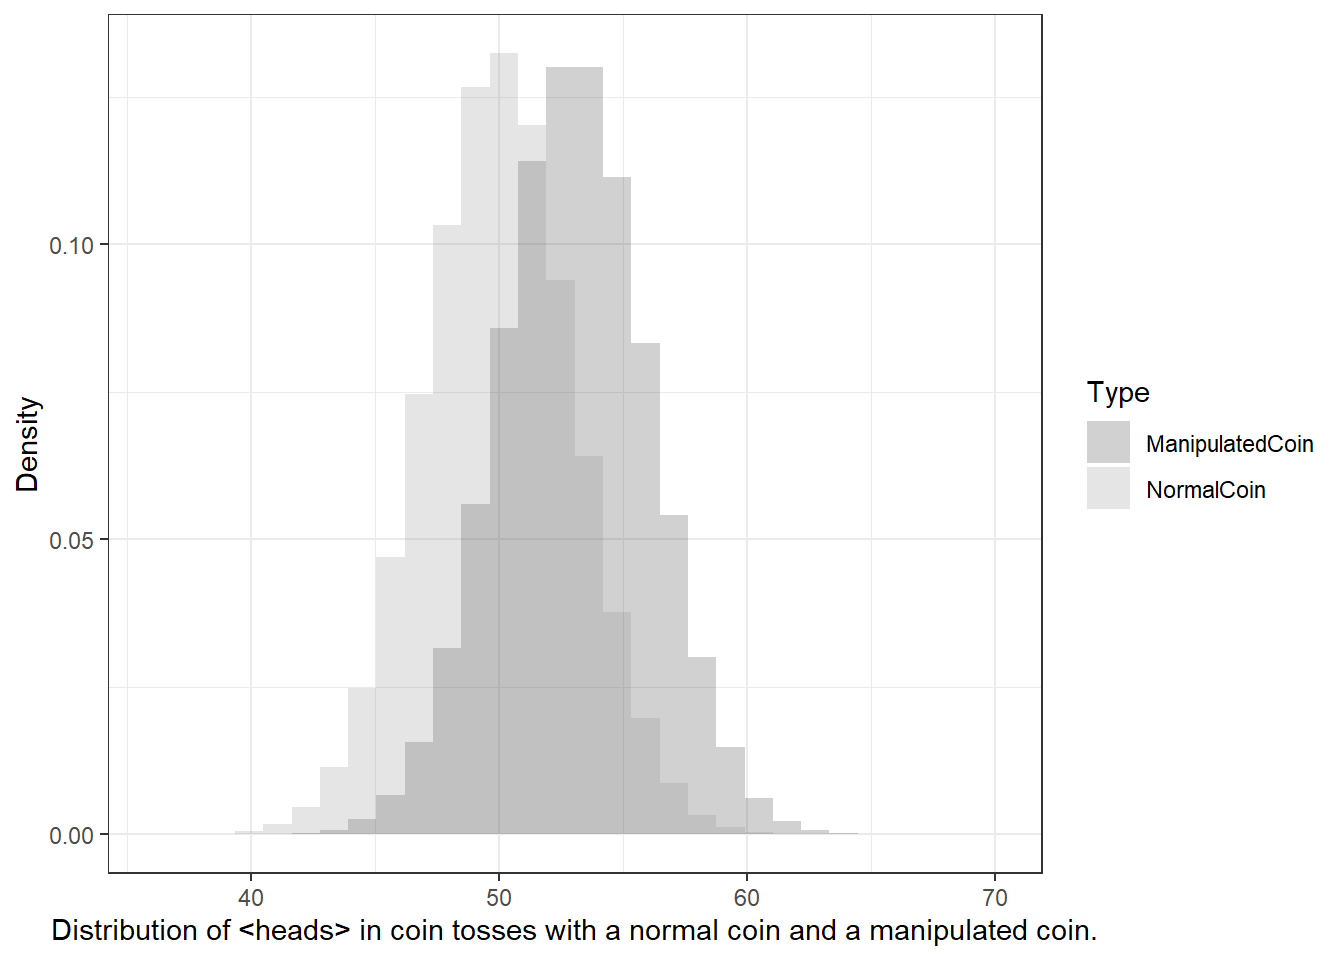 0.10
0.05
0.00
Density
40 50 60 70
Distribution of <heads> in coin tosses with a normal coin and a manipulated coin.
Type
ManipulatedCoin
NormalCoin